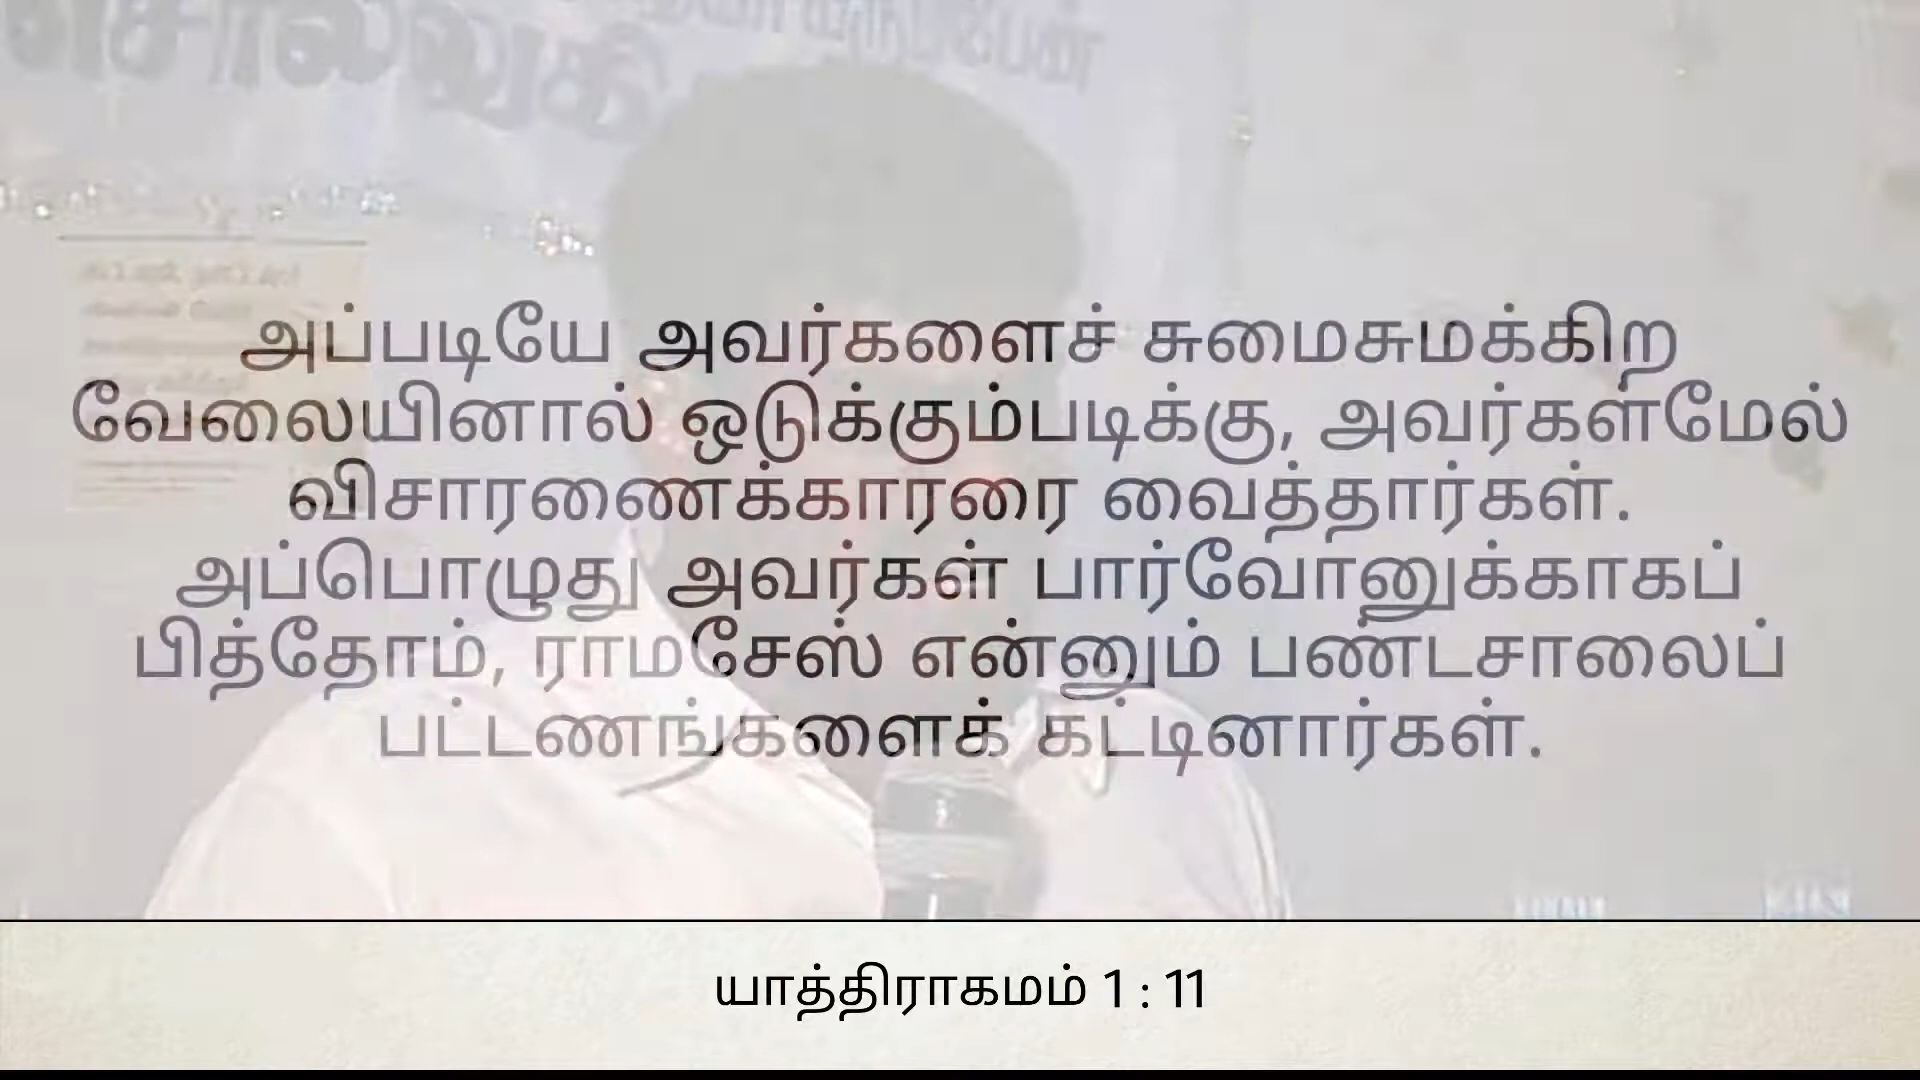 சொல்லுகி
அப்படியே அவர்களைச் சுமைசுமக்கிற
வேலையினால் ஒடுக்கும்படிக்கு, அவர்கள்மேல்
விசாரணைக்காரரை வைத்தார்கள்.
அப்பொழுது அவர்கள் பார்வோனுக்காகப்
பித்தோம், ராமசேஸ் என்னும் பண்டசாலைப்
பட்டணங்களைக் கட்டினார்கள்.
யாத்திராகமம் 1 : 11